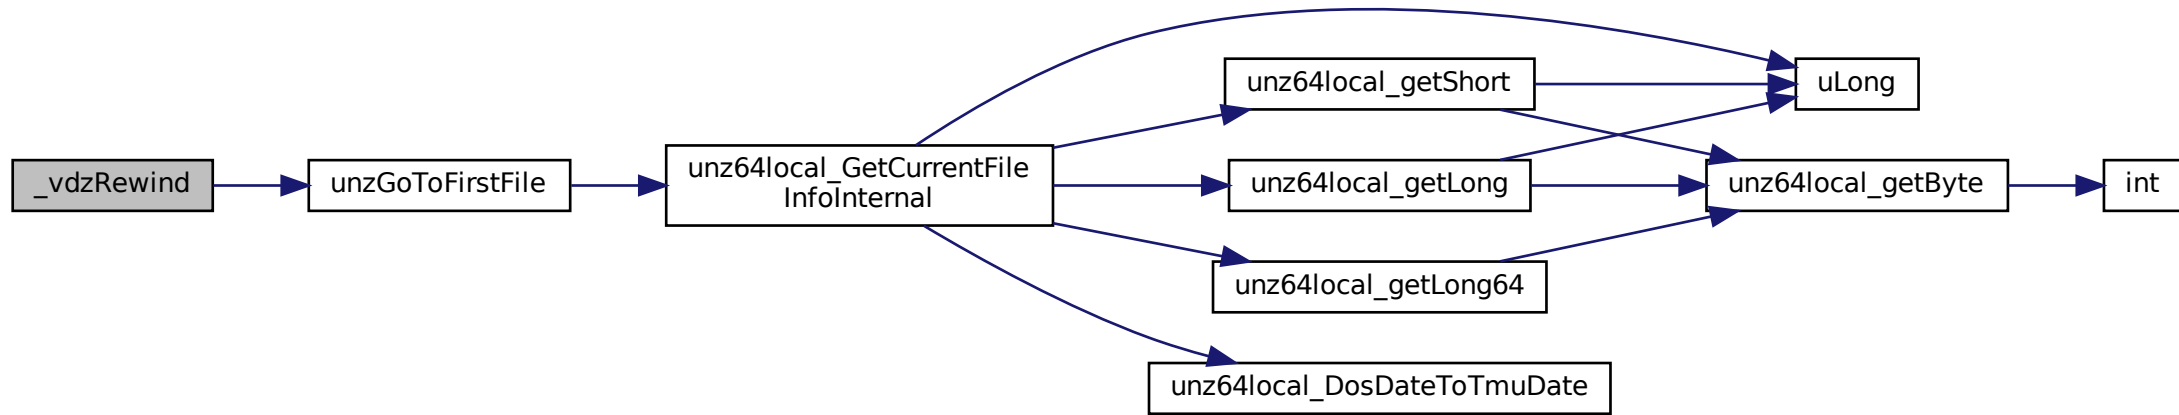 _vdzRewind
unzGoToFirstFile
unz64local_GetCurrentFile
InfoInternal
unz64local_getShort
unz64local_getLong
unz64local_getLong64
unz64local_DosDateToTmuDate
uLong
unz64local_getByte
int